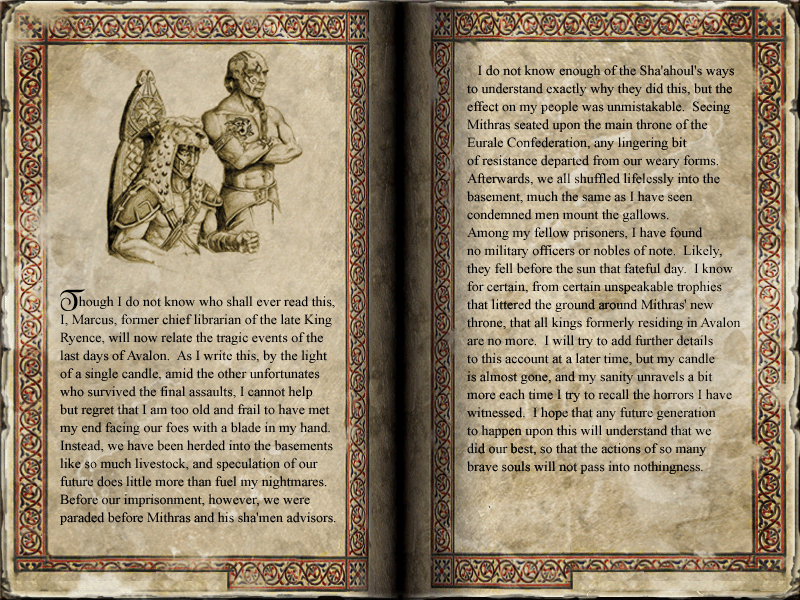 Though I do not know who shall ever read this,
I, Marcus, former chief librarian of the late King
Ryence, will now relate the tragic events of the
last days of Avalon.  As I write this, by the light
of a single candle, amid the other unfortunates
who survived the final assaults, I cannot help
but regret that I am too old and frail to have met
my end facing our foes with a blade in my hand.
Instead, we have been herded into the basements
like so much livestock, and speculation of our
future does little more than fuel my nightmares.
Before our imprisonment, however, we were
paraded before Mithras and his sha'men advisors.
I do not know enough of the Sha'ahoul's ways
to understand exactly why they did this, but the
effect on my people was unmistakable.  Seeing
Mithras seated upon the main throne of the
Eurale Confederation, any lingering bit
of resistance departed from our weary forms.
Afterwards, we all shuffled lifelessly into the
basement, much the same as I have seen
condemned men mount the gallows.
Among my fellow prisoners, I have found
no military officers or nobles of note.  Likely,
they fell before the sun that fateful day.  I know
for certain, from certain unspeakable trophies
that littered the ground around Mithras' new
throne, that all kings formerly residing in Avalon
are no more.  I will try to add further details
to this account at a later time, but my candle
is almost gone, and my sanity unravels a bit
more each time I try to recall the horrors I have
witnessed.  I hope that any future generation
to happen upon this will understand that we
did our best, so that the actions of so many
brave souls will not pass into nothingness.